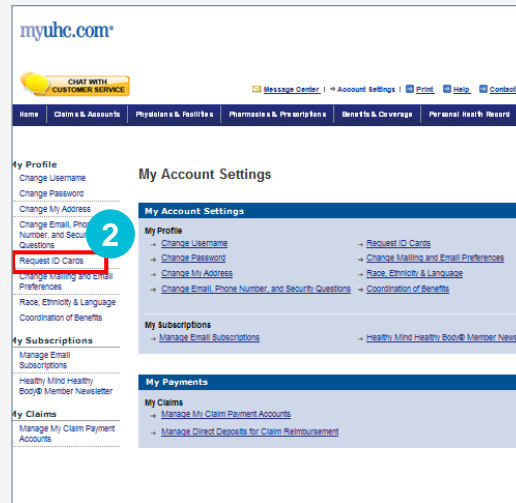 myuhc.com®
CHAT WITH
CUSTOMER SERVICE
Message Center | Account Settings | Print Help Contact
Home Claims & Accounts Physicians & Facilities Pharmacies & Prescriptions Benefits & Coverage Personal Health Record
My Profile
Change Username
Change Password
Change My Address
Change Email, Pho
Number, and Secur
Questions
Request ID Cards
Change Mailing and Email
Preferences
Race, Ethnicity & Language
Coordination of Benefits
My Subscriptions
Manage Email
Subscriptions
Healthy Mind Healthy
Body® Member Newsletter
My Claims
Manage My Claim Payment
Accounts
2
My Account Settings
My Account Settings
My Profile
→ Change Username
→ Change Password
→ Change My Address
→ Change Email, Phone Number, and Security Questions
→ Request ID Cards
→ Change Mailing and Email Preferences
→ Race, Ethnicity & Language
→ Coordination of Benefits
My Subscriptions
→ Manage Email Subscriptions
→ Healthy Mind Healthy Body® Member News
My Payments
My Claims
→ Manage My Claim Payment Accounts
→ Manage Direct Deposits for Claim Reimbursement